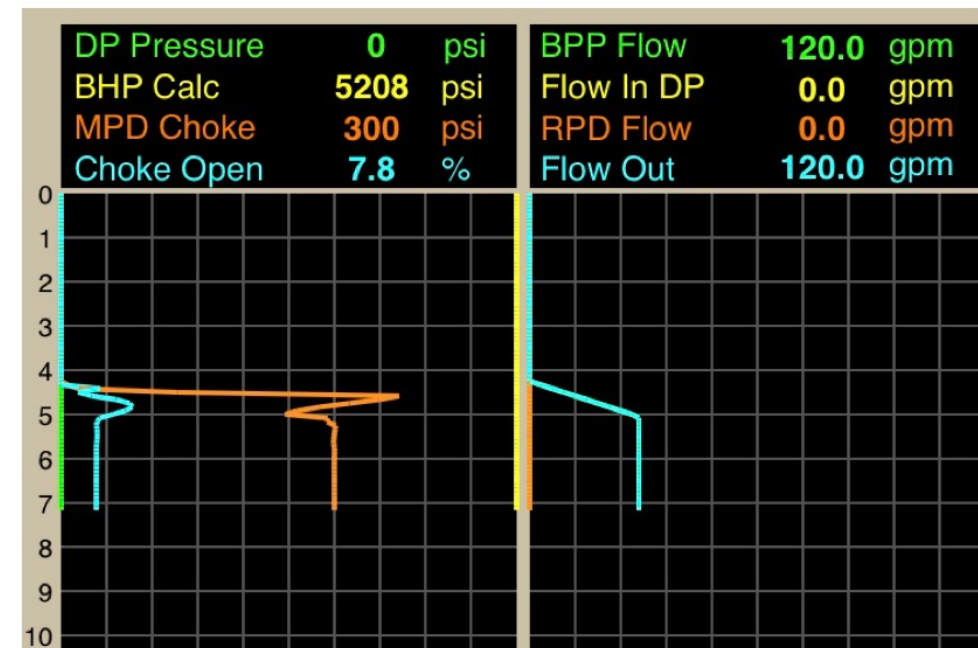 DP Pressure 0 psi
BHP Calc 5208 psi
MPD Choke 300 psi
Choke Open 7.8 %
BPP Flow 120.0 gpm
Flow In DP 0.0 gpm
RPD Flow 0.0 gpm
Flow Out 120.0 gpm
0
1
2
3
4
5
6
7
8
9
10